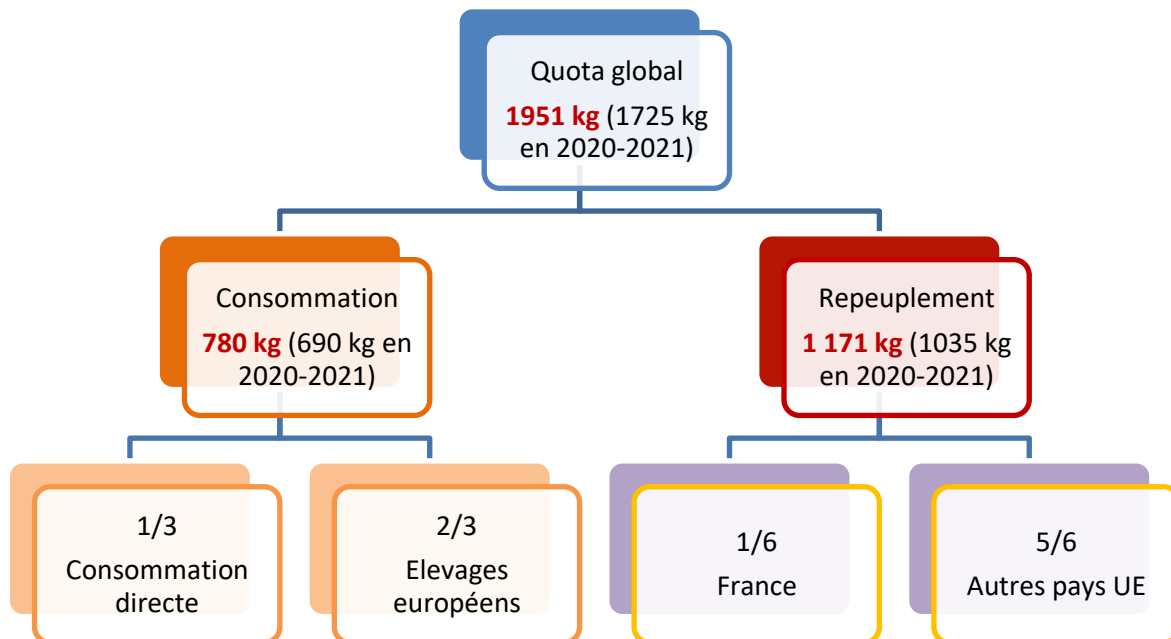 Quota global
1951 kg (1725 kg
en 2020-2021)
Consommation
780 kg (690 kg en
2020-2021)
Repeuplement
1 171 kg (1035 kg
en 2020-2021)
1/3
Consommation
directe
2/3
Elevages
européens
1/6
France
5/6
Autres pays UE